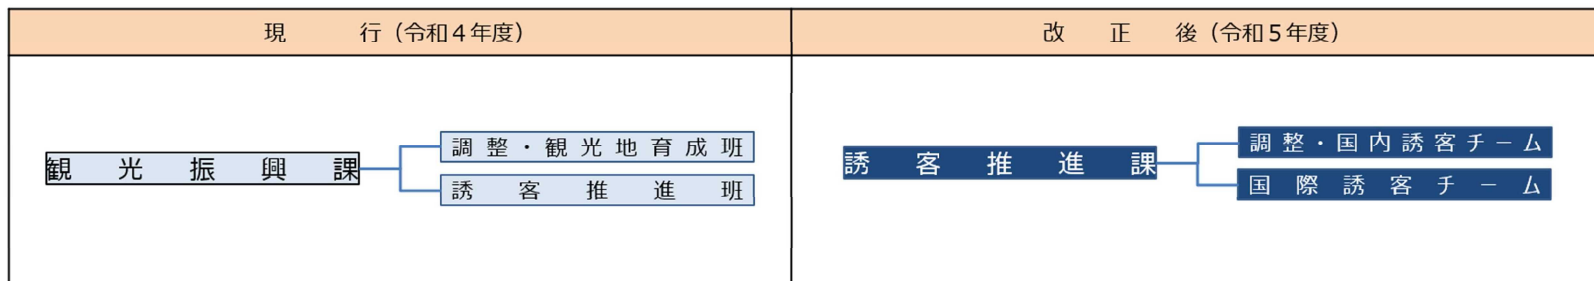 現 行（令和４年度）
改 正 後（令和５年度）
観光振興課
調整・観光地育成班
誘客推進班
誘客推進課
調整・国内誘客チーム
国際誘客チーム